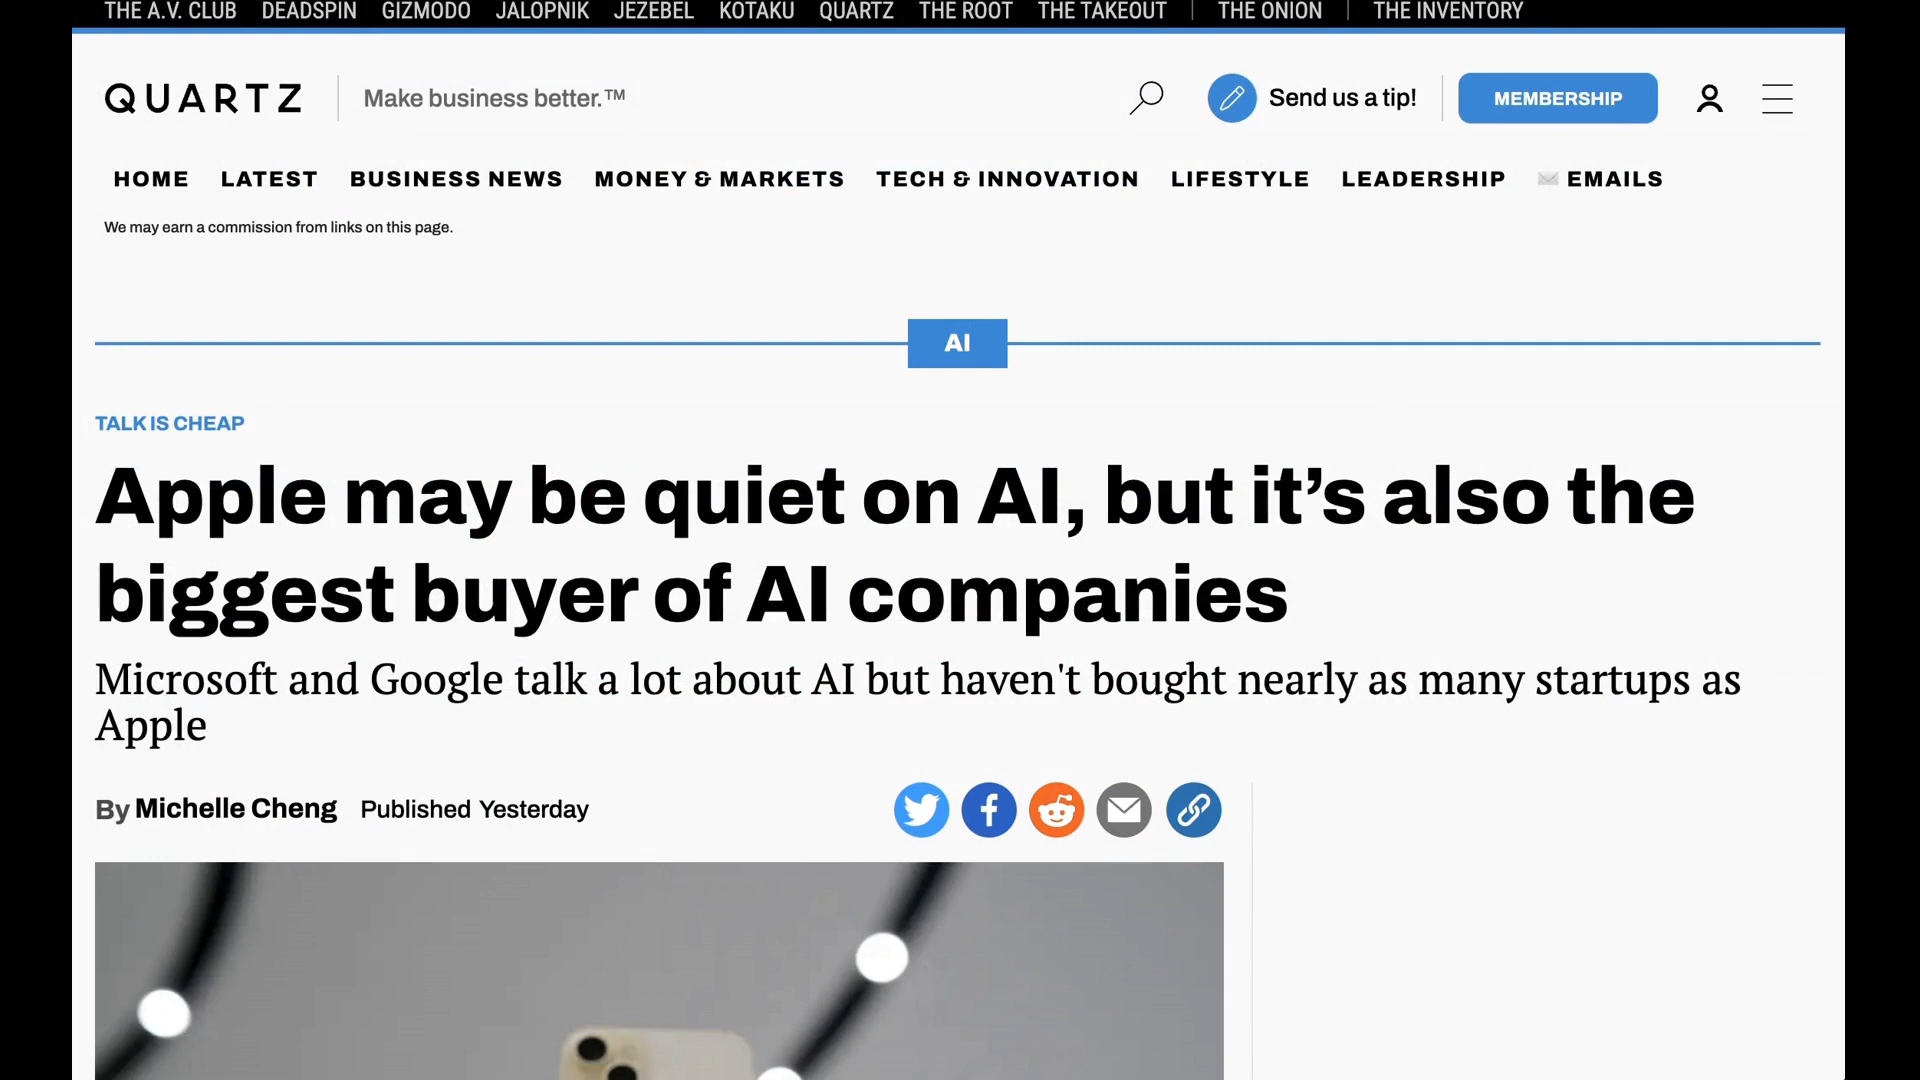 THE A.V. CLUB DEADSPIN GIZMODO JALOPNIK JEZEBEL KOTAKU QUARTZ THE ROOT THE TAKEOUT THE ONION THE INVENTORY
QUARTZ Make business better.™ Send us a tip! MEMBERSHIP
HOME LATEST BUSINESS NEWS MONEY & MARKETS TECH & INNOVATION LIFESTYLE LEADERSHIP EMAILS
We may earn a commission from links on this page.
AI
TALK IS CHEAP
Apple may be quiet on AI, but it’s also the
biggest buyer of AI companies
Microsoft and Google talk a lot about AI but haven't bought nearly as many startups as
Apple
By Michelle Cheng Published Yesterday